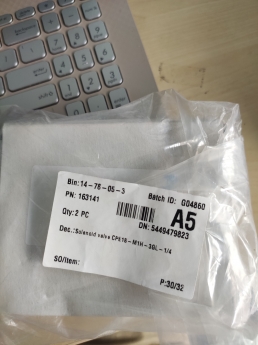 Bin:14-78-05-3
PN: 163141 Batch ID: G04860
Qty:2 PC A5
DN: 5449479823
Dec.:Solenoid valve CPE18-M1H-3GL-1/4
SO/Item:
P:30/32